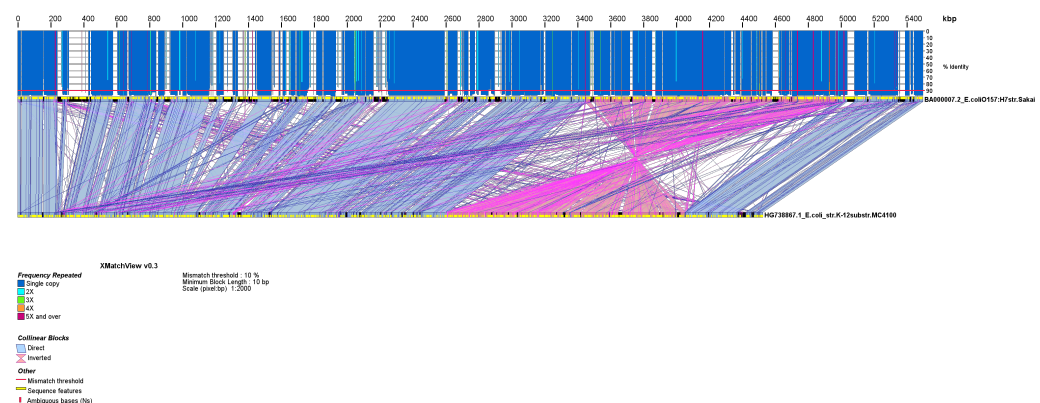 0 200 400 600 800 1000 1200 1400 1600 1800 2000 2200 2400 2600 2800 3000 3200 3400 3600 3800 4000 4200 4400 4600 4800 5000 5200 5400 kbp
0
10
20
30
40
50
% Identity
60
70
80
90
BA000007.2_E.coliO157:H7str.Sakai
HG738867.1_E.coli_str.K-12substr.MC4100
XMatchView v0.3
Frequency Repeated
Single copy
2X
3X
4X
5X and over
Mismatch threshold : 10 %
Minimum Block Length : 10 bp
Scale (pixel:bp) 1:2000
Collinear Blocks
Direct
Inverted
Other
Mismatch threshold
Sequence features
Ambiguous bases (Ns)